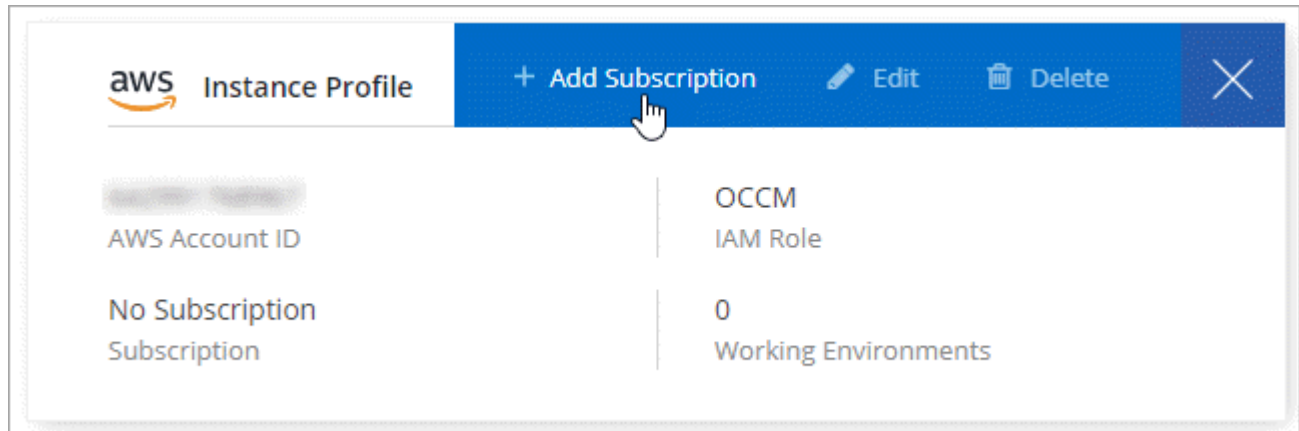 aws Instance Profile + Add Subscription Edit Delete
OCCM
AWS Account ID IAM Role
No Subscription 0
Subscription Working Environments